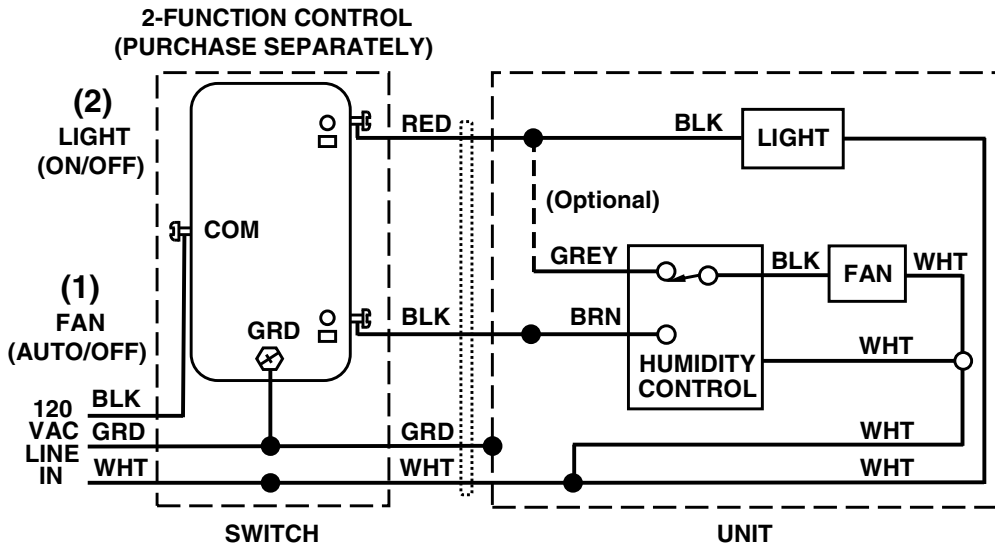 2-FUNCTION CONTROL
(PURCHASE SEPARATELY)
(2)
LIGHT
(ON/OFF)
RED
BLK
LIGHT
(Optional)
COM
GREY
BLK
FAN
WHT
(1)
FAN
(AUTO/OFF)
GRD
BLK
BRN
HUMIDITY
CONTROL
WHT
120
VAC
LINE
IN
BLK
GRD
WHT
GRD
WHT
WHT
WHT
SWITCH
UNIT